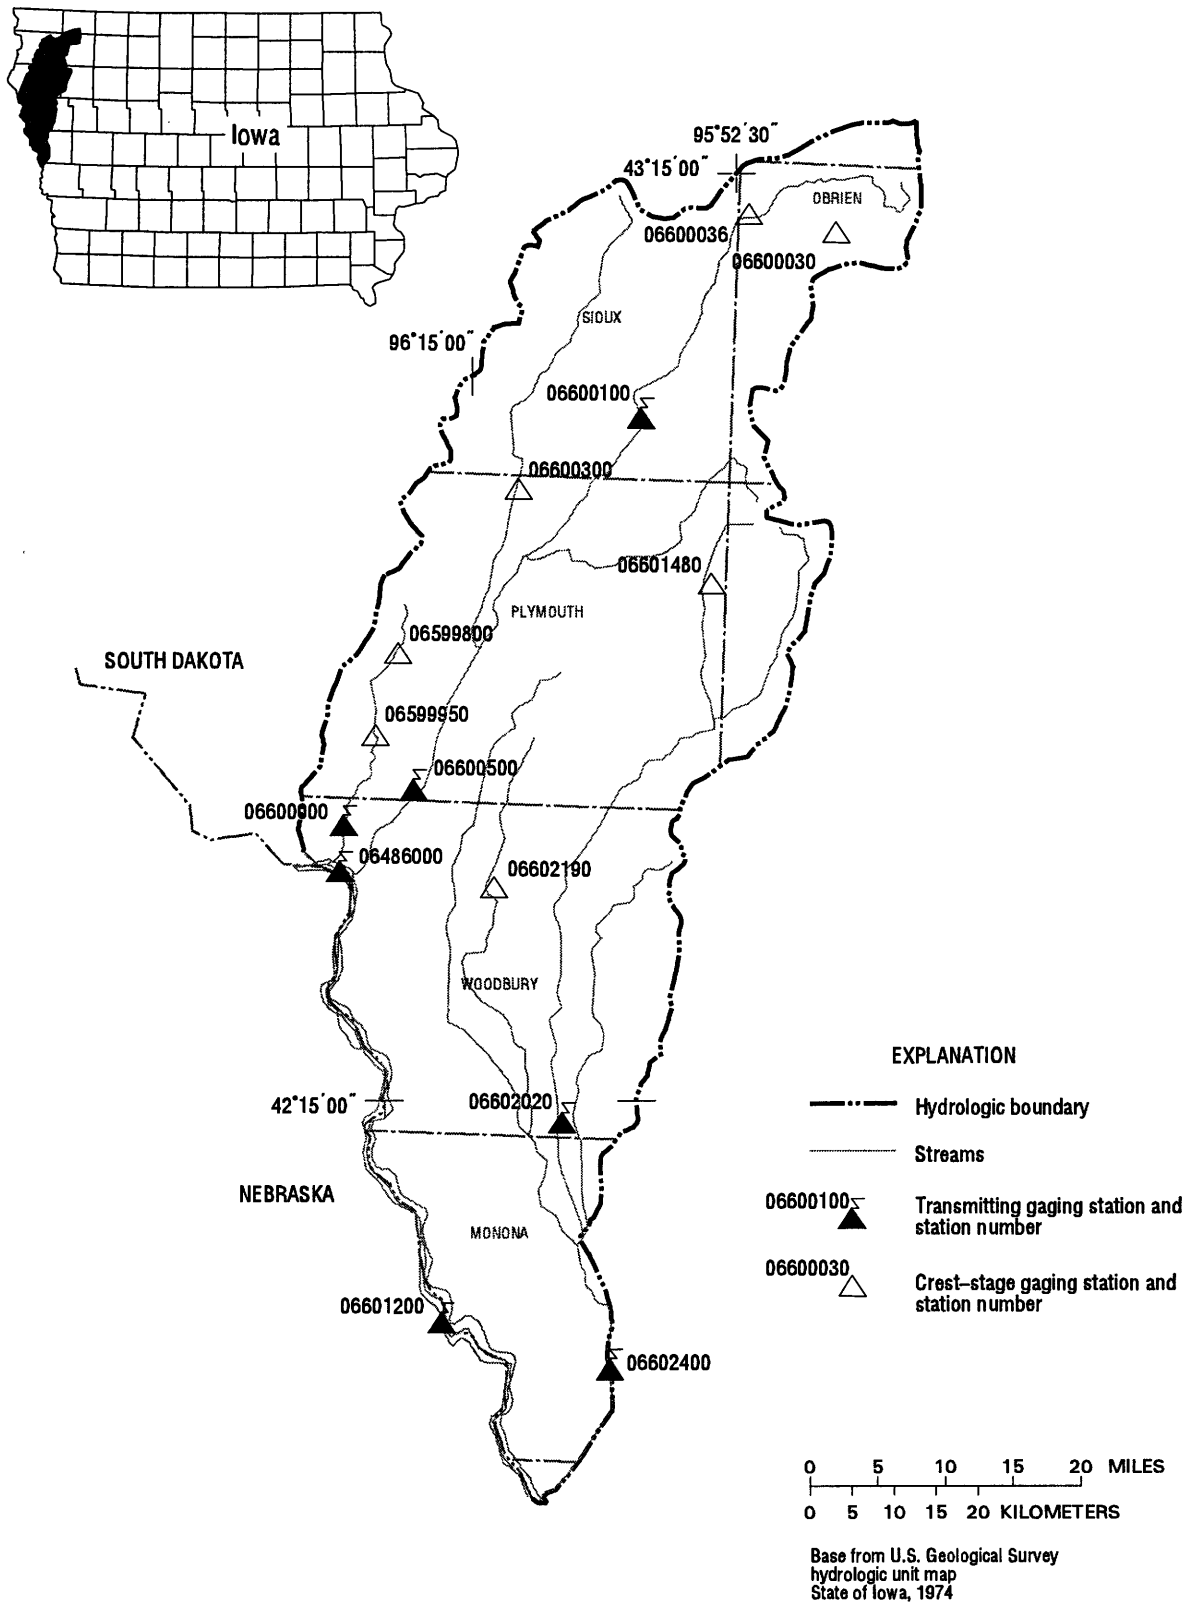 Iowa
95°52′30″
43°15′00″
OBRIEN
06600036
06600030
SIOUX
96°15′00″
06600100
06600300
06601480
PLYMOUTH
06599800
SOUTH DAKOTA
06599950
06600500
06600000
06486000
06602190
WOODBURY
42°15′00″
06602020
NEBRASKA
MONONA
06601200
06602400
EXPLANATION
Hydrologic boundary
Streams
06600100
Transmitting gaging station and
station number
06600030
Crest-stage gaging station and
station number
0 5 10 15 20 MILES
0 5 10 15 20 KILOMETERS
Base from U.S. Geological Survey
hydrologic unit map
State of Iowa, 1974